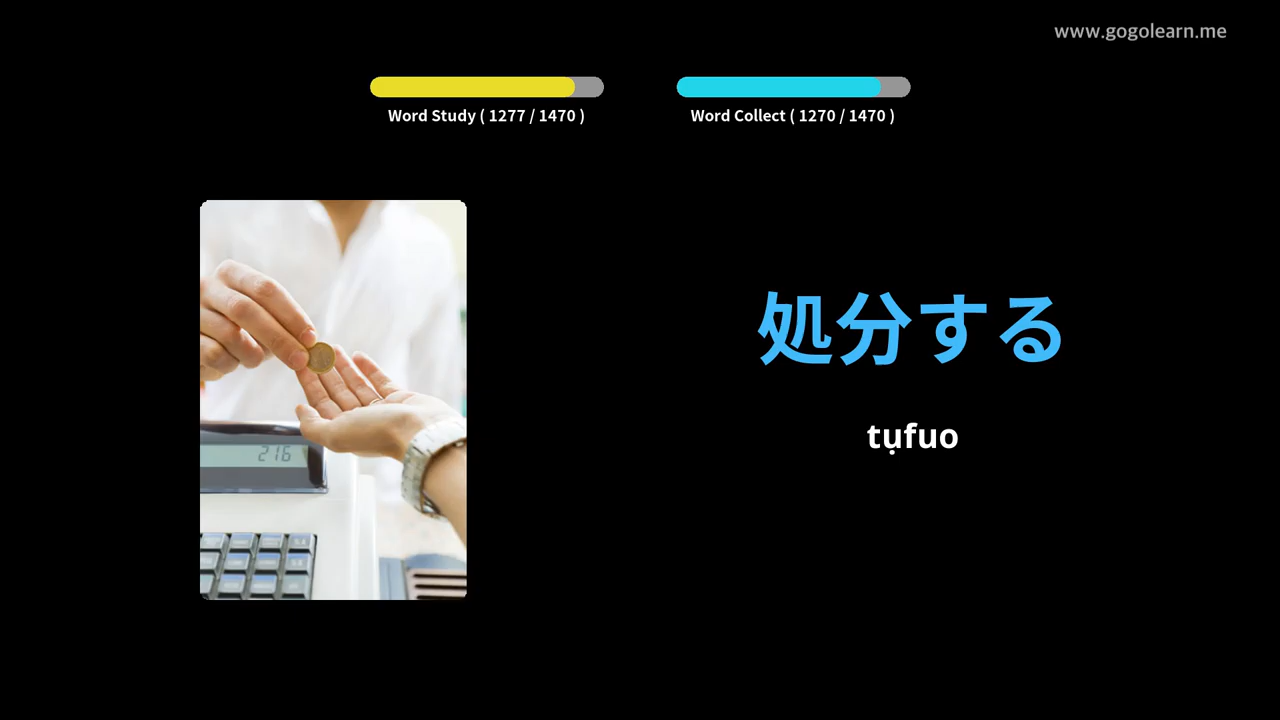 www.gogolearn.me
Word Study ( 1277 / 1470 )
Word Collect ( 1270 / 1470 )
処分する
tụfuo
216